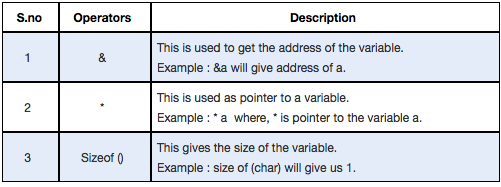 S.no Operators Description
1 & This is used to get the address of the variable.
Example : &a will give address of a.
2 * This is used as pointer to a variable.
Example : * a where, * is pointer to the variable a.
3 Sizeof () This gives the size of the variable.
Example : size of (char) will give us 1.